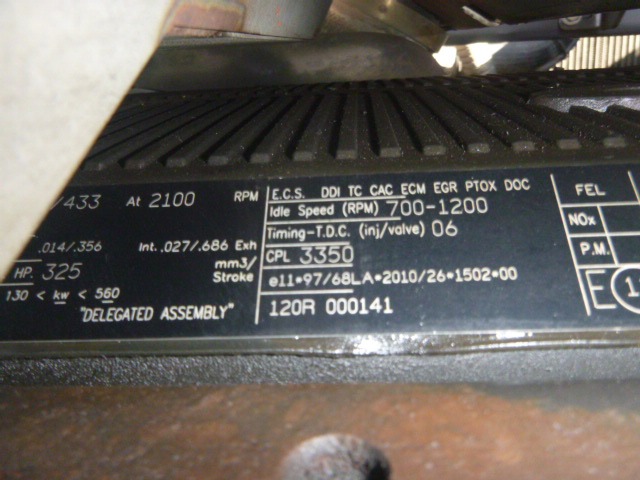 /433 At 2100 RPM
.014/.356 Int. .027/.686 Exh
HP. 325 mm3/
Stroke
130 < kw < 560
"DELEGATED ASSEMBLY"
E.C.S. DDI TC CAC ECM EGR PTOX DOC
Idle Speed (RPM) 700-1200
Timing-T.D.C. (inj/valve) 06
CPL 3350
e11*97/68LA*2010/26*1502*00
120R 000141
FEL
NOx
P.M.
E 11